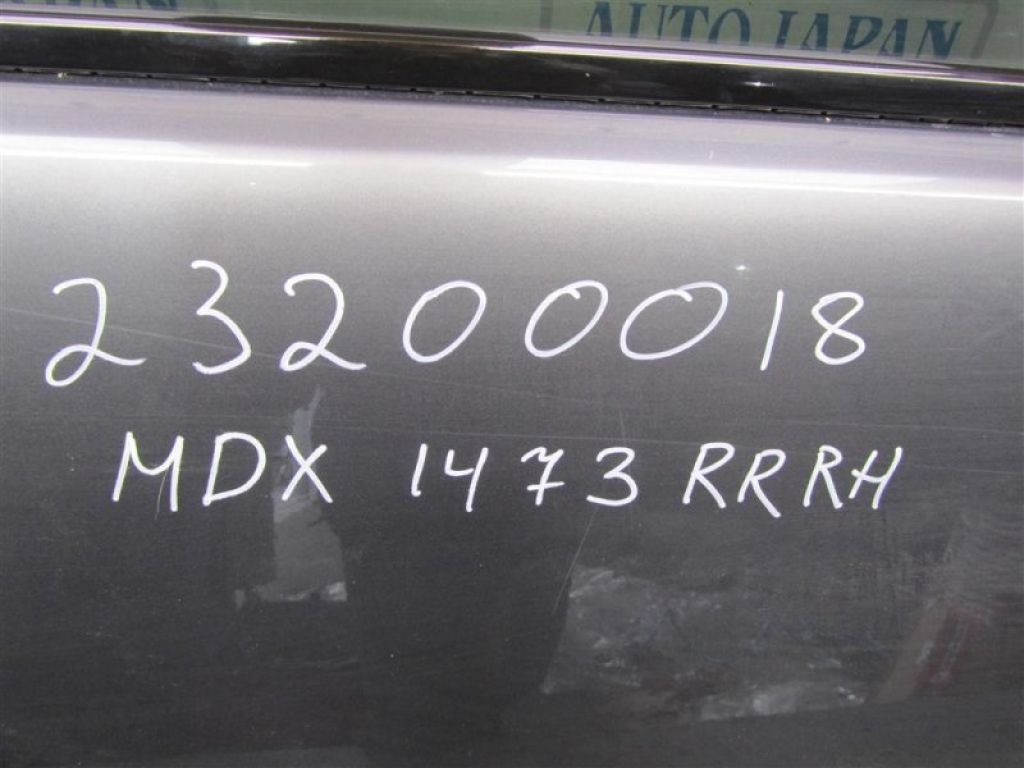 AUTO JAPAN
23200018
MDX 1473 RRRH